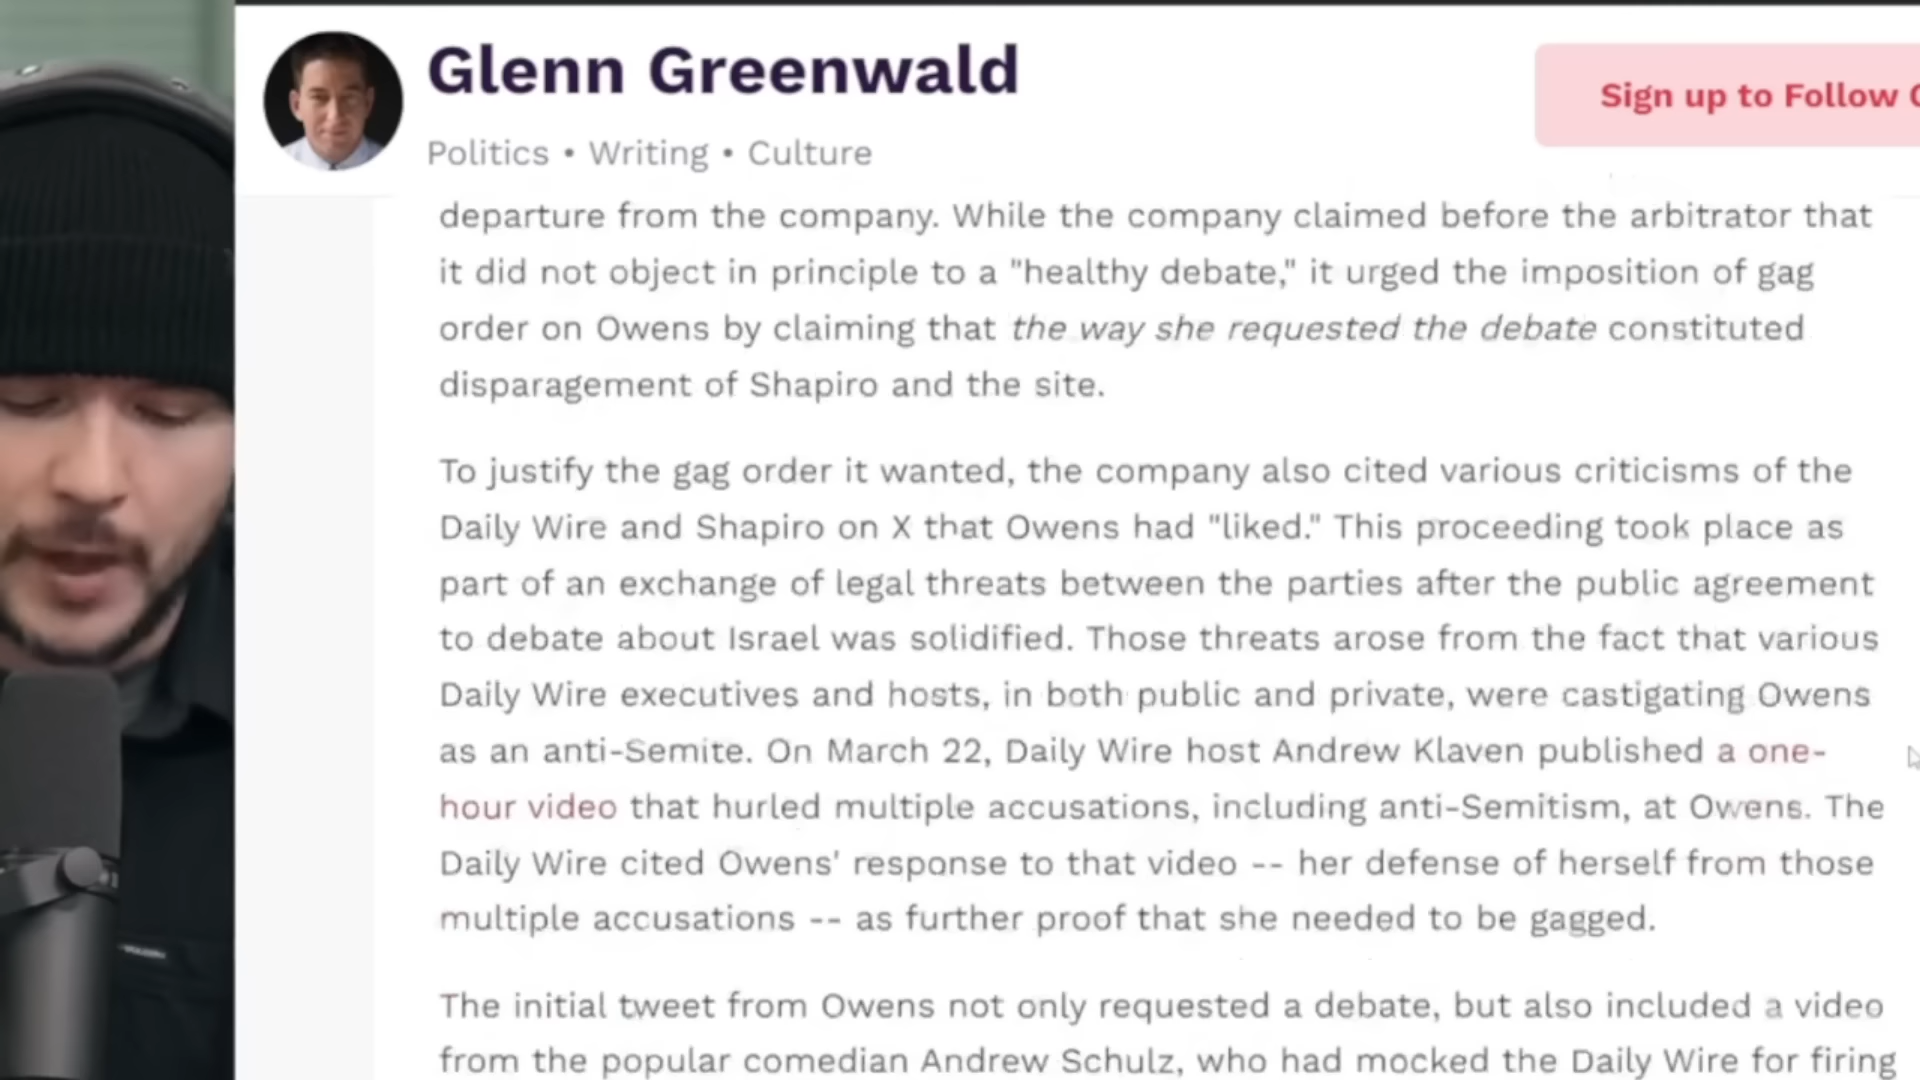 Glenn Greenwald
Sign up to Follow
Politics • Writing • Culture
departure from the company. While the company claimed before the arbitrator that
it did not object in principle to a "healthy debate," it urged the imposition of gag
order on Owens by claiming that the way she requested the debate constituted
disparagement of Shapiro and the site.
To justify the gag order it wanted, the company also cited various criticisms of the
Daily Wire and Shapiro on X that Owens had "liked." This proceeding took place as
part of an exchange of legal threats between the parties after the public agreement
to debate about Israel was solidified. Those threats arose from the fact that various
Daily Wire executives and hosts, in both public and private, were castigating Owens
as an anti-Semite. On March 22, Daily Wire host Andrew Klaven published a one-
hour video that hurled multiple accusations, including anti-Semitism, at Owens. The
Daily Wire cited Owens' response to that video -- her defense of herself from those
multiple accusations -- as further proof that she needed to be gagged.
The initial tweet from Owens not only requested a debate, but also included a video
from the popular comedian Andrew Schulz, who had mocked the Daily Wire for firing